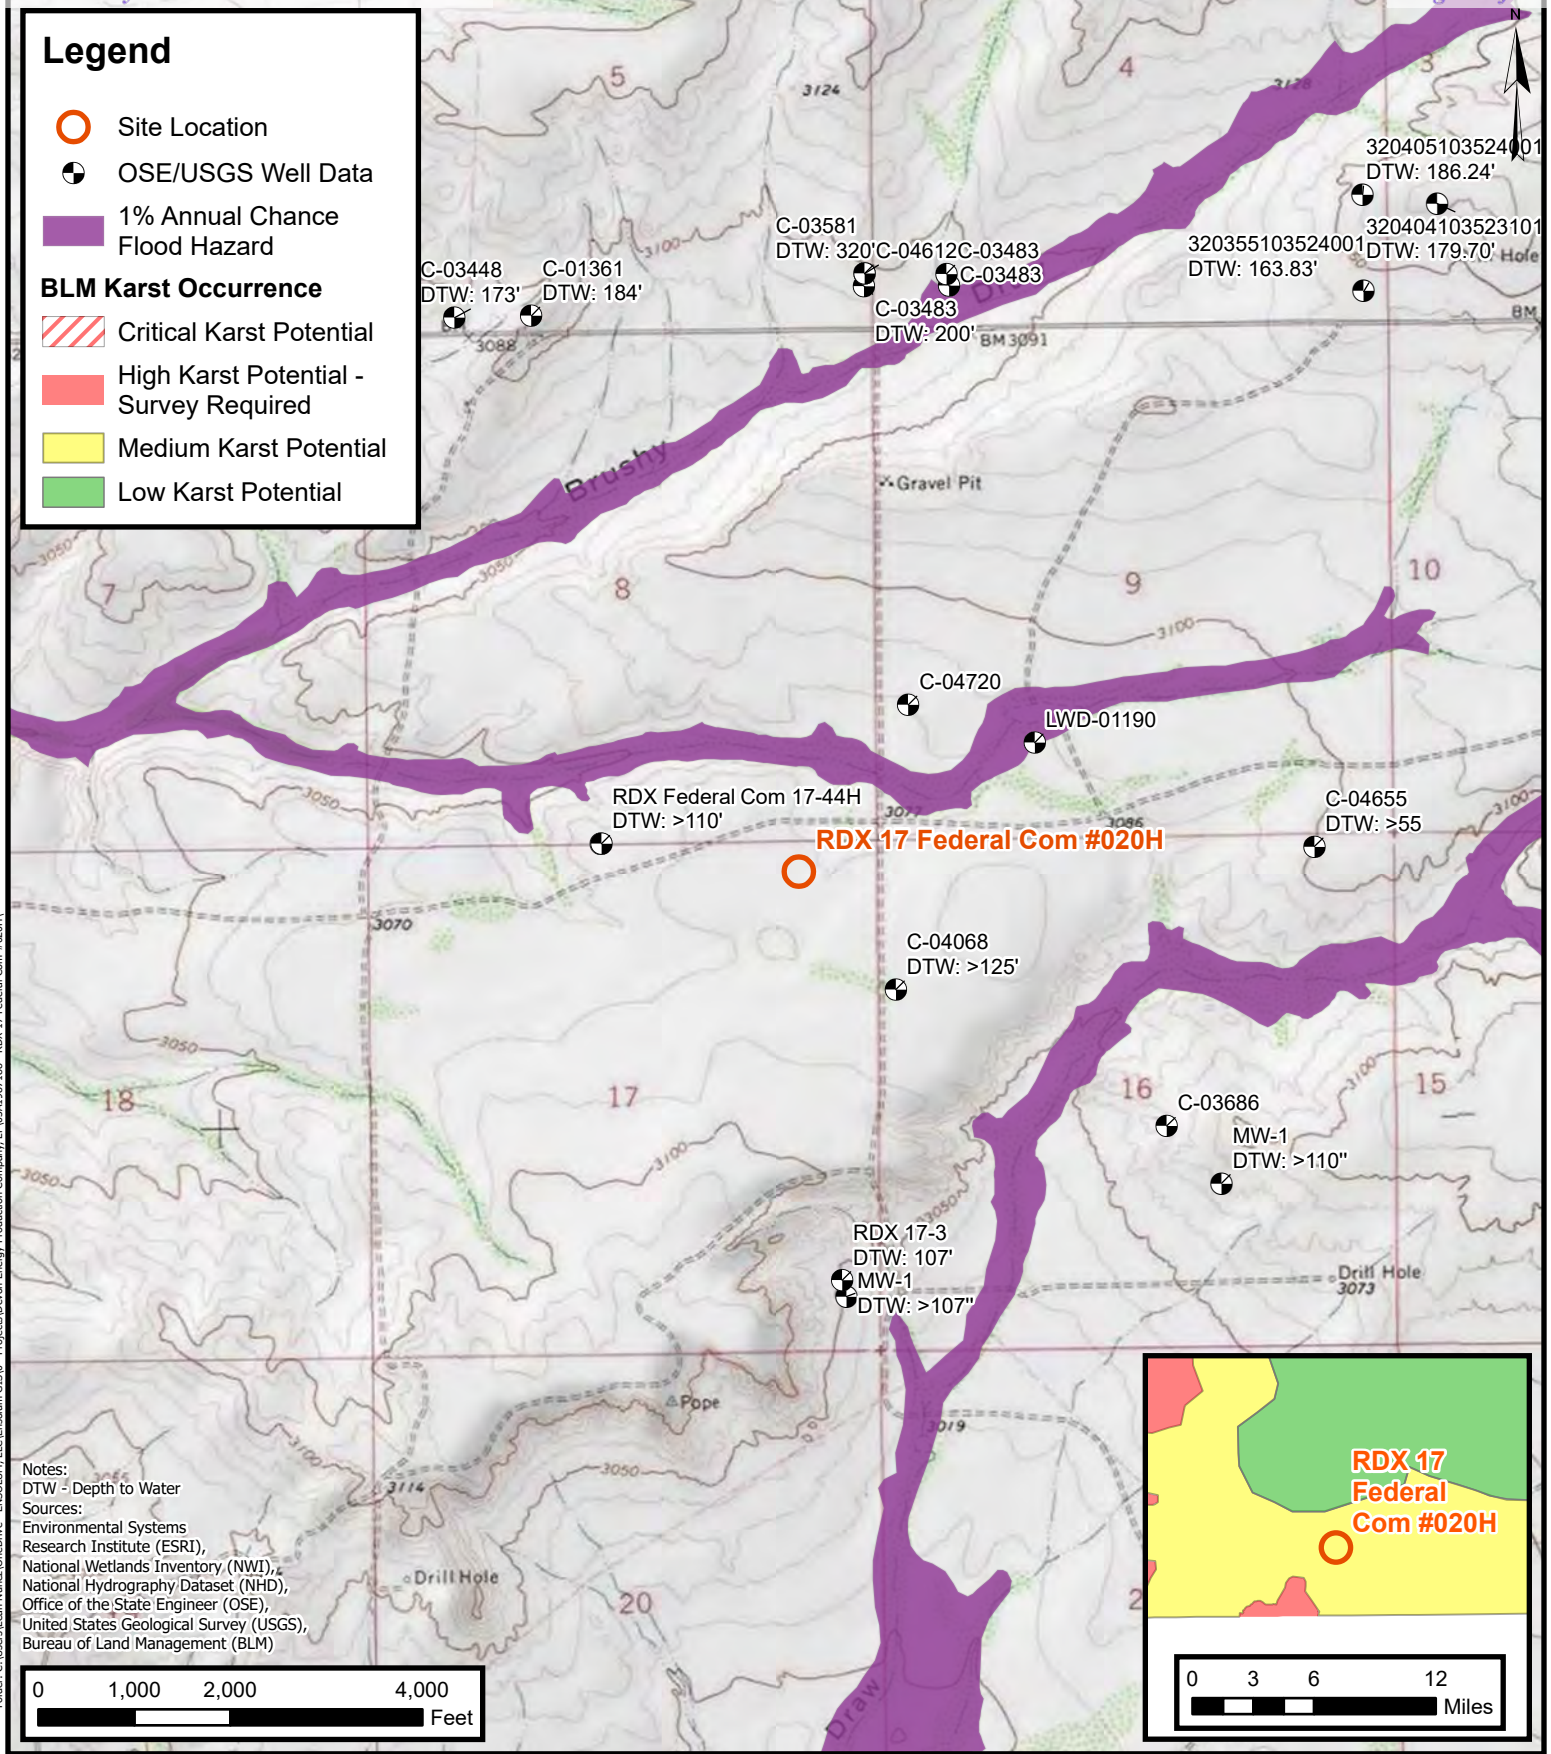 Legend
Site Location
OSE/USGS Well Data
1% Annual Chance
Flood Hazard
BLM Karst Occurrence
Critical Karst Potential
High Karst Potential -
Survey Required
Medium Karst Potential
Low Karst Potential
N
5
4
3
3124
3128
320405103524001
DTW: 186.24'
320404103523101
DTW: 179.70'
Hole
320355103524001
DTW: 163.83'
C-03581
DTW: 320'
C-04612
C-03483
C-03483
C-03483
DTW: 200'
C-03448
DTW: 173'
C-01361
DTW: 184'
3100
3088
BM 3091
BM
Brushy
Gravel Pit
3050
3050
7
8
9
10
3100
C-04720
LWD-01190
3050
RDX Federal Com 17-44H
DTW: >110'
3077
3086
C-04655
DTW: >55
3100
RDX 17 Federal Com #020H
3070
C-04068
DTW: >125'
3050
18
17
16
15
3100
C-03686
MW-1
DTW: >110"
3050
3100
3050
RDX 17-3
DTW: 107'
MW-1
DTW: >107"
Drill Hole
3073
Pope
3019
3100
3050
3114
Drill Hole
20
2
Draw
Notes:
DTW - Depth to Water
Sources:
Environmental Systems
Research Institute (ESRI),
National Wetlands Inventory (NWI),
National Hydrography Dataset (NHD),
Office of the State Engineer (OSE),
United States Geological Survey (USGS),
Bureau of Land Management (BLM)
0 1,000 2,000 4,000
Feet
RDX 17
Federal
Com #020H
0 3 6 12
Miles